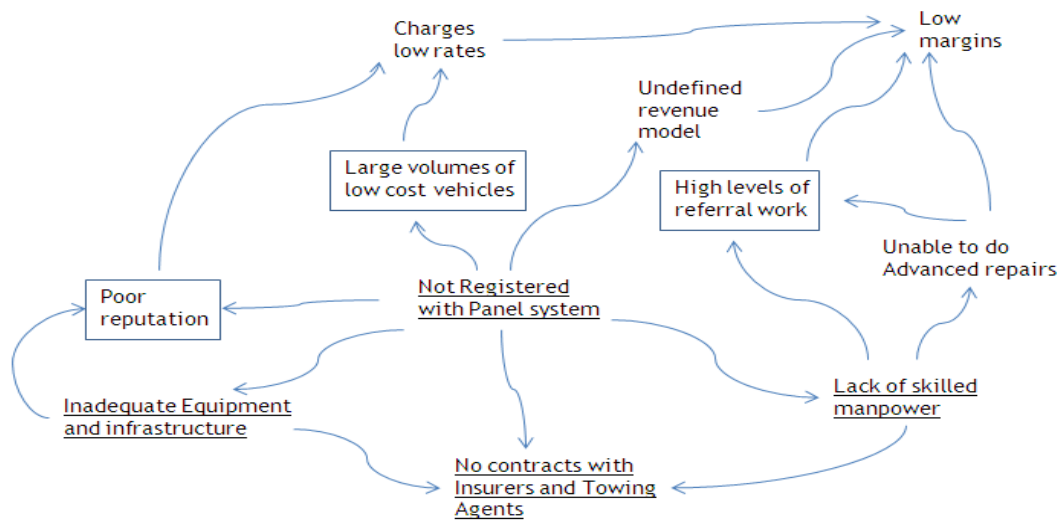 Charges
low rates
Low
margins
Undefined
revenue
model
Large volumes of
low cost vehicles
High levels of
referral work
Unable to do
Advanced repairs
Poor
reputation
Not Registered
with Panel system
Inadequate Equipment
and infrastructure
Lack of skilled
manpower
No contracts with
Insurers and Towing
Agents